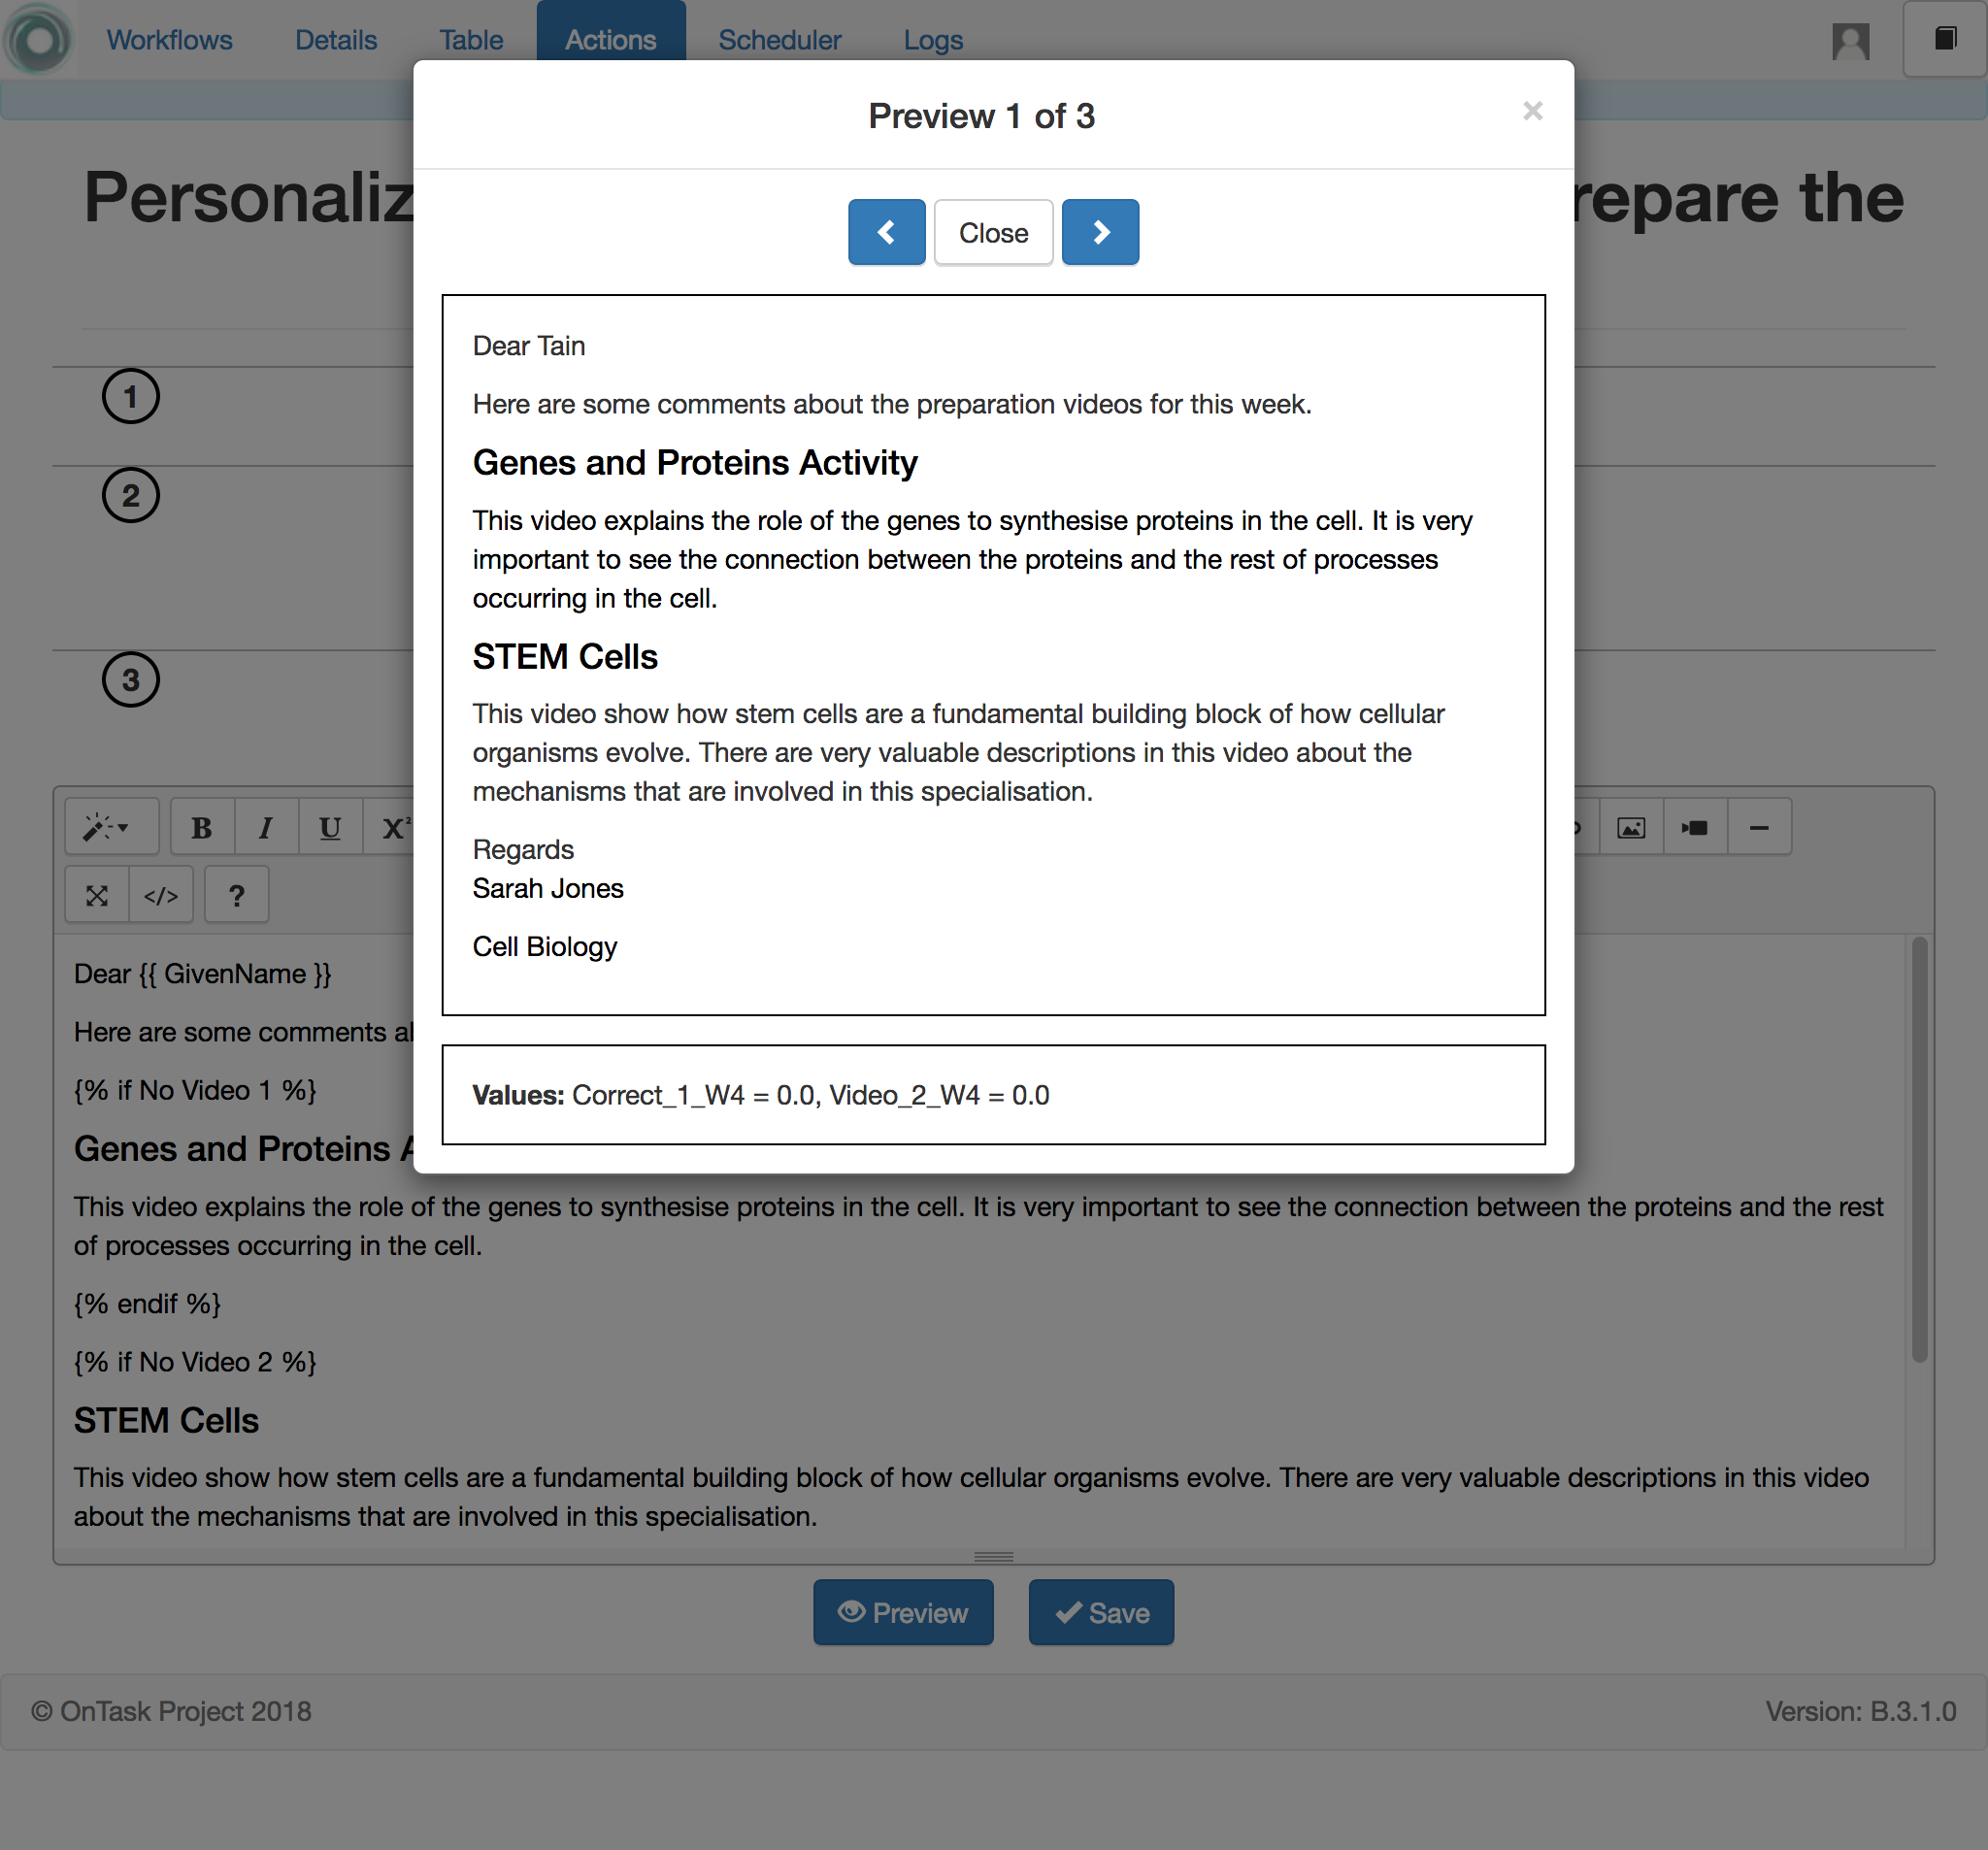 Workflows Details Table Actions Scheduler Logs
Preview 1 of 3 ×
Personaliz repare the
Close
Dear Tain
Here are some comments about the preparation videos for this week.
Genes and Proteins Activity
This video explains the role of the genes to synthesise proteins in the cell. It is very
important to see the connection between the proteins and the rest of processes
occurring in the cell.
STEM Cells
This video show how stem cells are a fundamental building block of how cellular
organisms evolve. There are very valuable descriptions in this video about the
mechanisms that are involved in this specialisation.
Regards
Sarah Jones
Cell Biology
Values: Correct_1_W4 = 0.0, Video_2_W4 = 0.0
1
2
3
B I U X²
</> ?
Dear {{ GivenName }}
Here are some comments
{% if No Video 1 %}
Genes and Proteins
This video explains the role of the genes to synthesise proteins in the cell. It is very important to see the connection between the proteins and the rest
of processes occurring in the cell.
{% endif %}
{% if No Video 2 %}
STEM Cells
This video show how stem cells are a fundamental building block of how cellular organisms evolve. There are very valuable descriptions in this video
about the mechanisms that are involved in this specialisation.
Preview Save
© OnTask Project 2018 Version: B.3.1.0